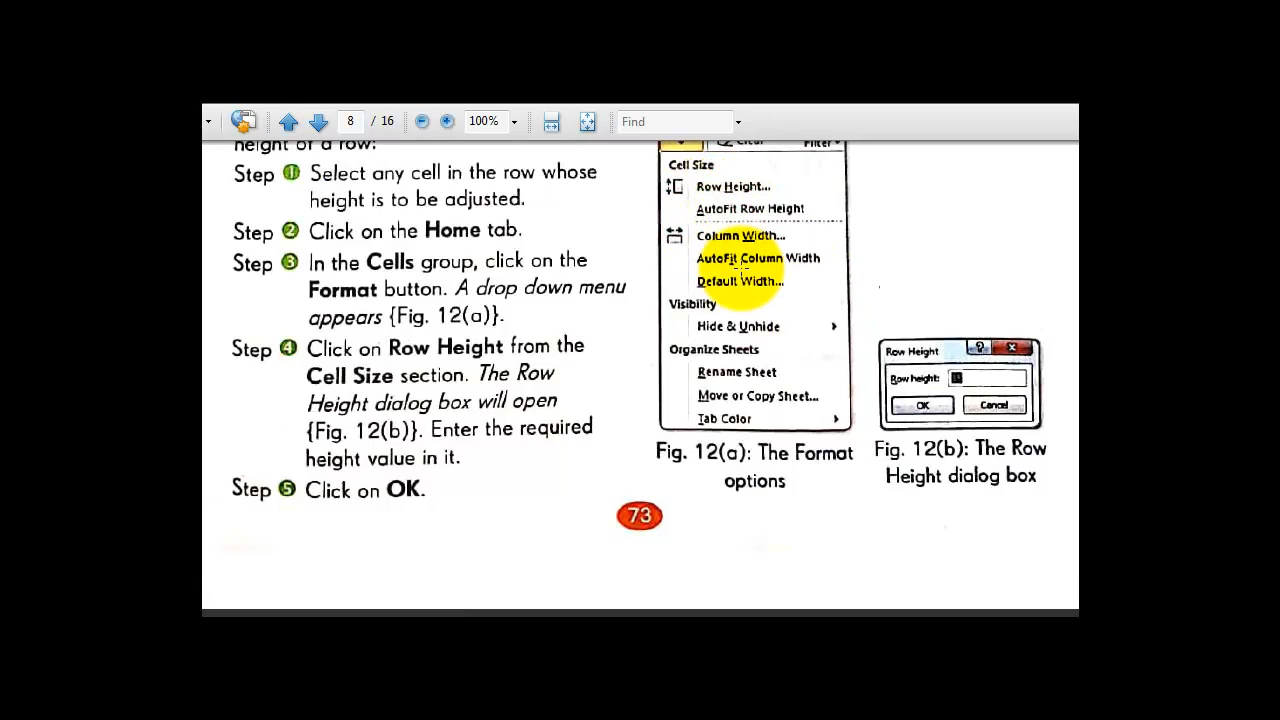 8 / 16 100% Find
height of a row:
Step 1 Select any cell in the row whose
height is to be adjusted.
Step 2 Click on the Home tab.
Step 3 In the Cells group, click on the
Format button. A drop down menu
appears {Fig. 12(a)}.
Step 4 Click on Row Height from the
Cell Size section. The Row
Height dialog box will open
{Fig. 12(b)}. Enter the required
height value in it.
Step 5 Click on OK.
Clear Filter
Cell Size
Row Height...
AutoFit Row Height
Column Width...
AutoFit Column Width
Default Width...
Visibility
Hide & Unhide
Organize Sheets
Rename Sheet
Move or Copy Sheet...
Tab Color
Fig. 12(a): The Format
options
Row Height
Row height:
OK Cancel
Fig. 12(b): The Row
Height dialog box
73